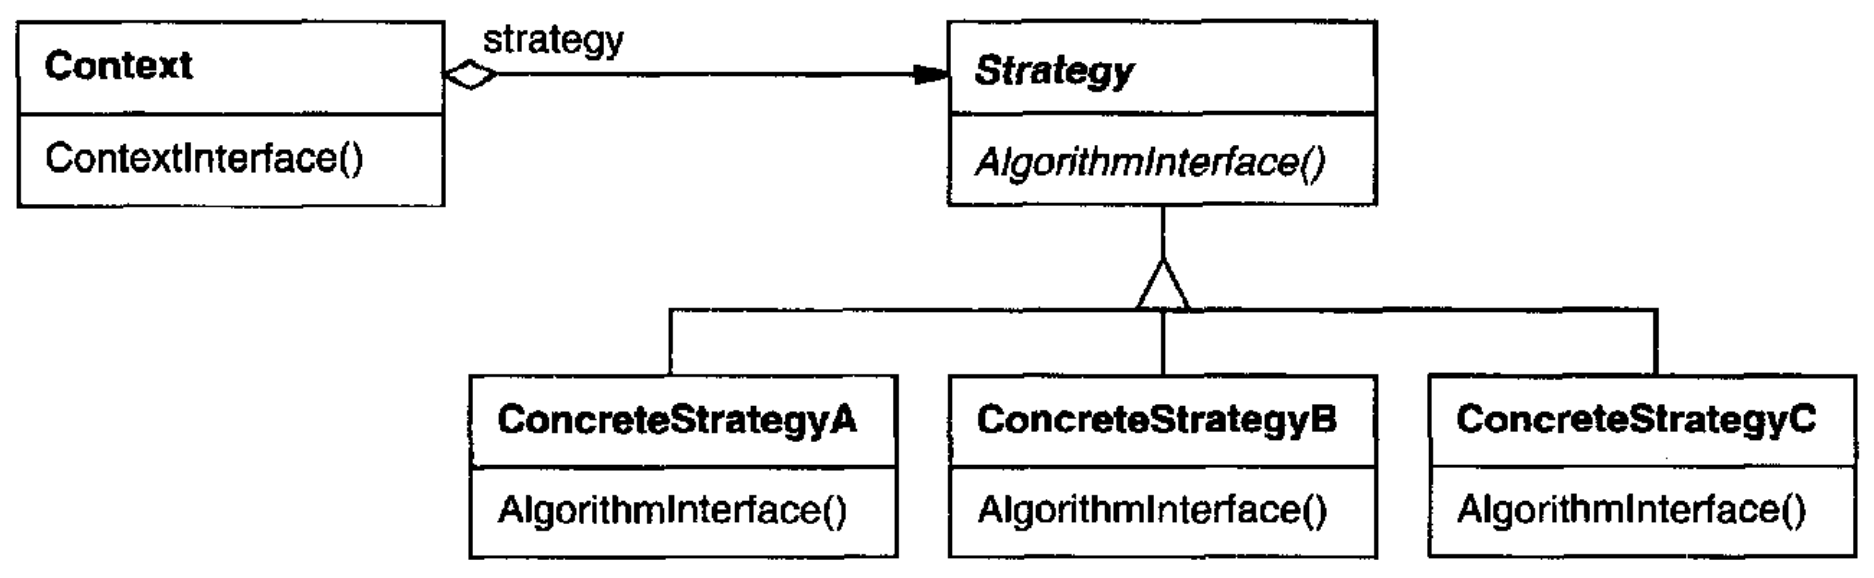 Context
strategy
Strategy
ContextInterface()
AlgorithmInterface()
ConcreteStrategyA
ConcreteStrategyB
ConcreteStrategyC
AlgorithmInterface()
AlgorithmInterface()
AlgorithmInterface()